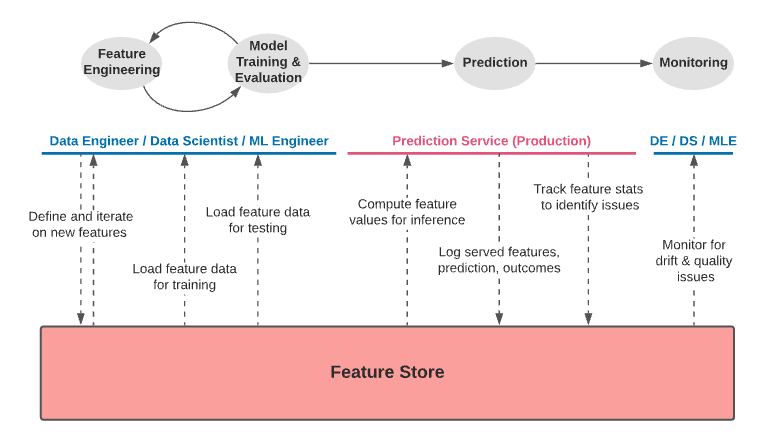 Feature
Engineering
Model
Training &
Evaluation
Prediction
Monitoring
Data Engineer / Data Scientist / ML Engineer
Prediction Service (Production)
DE / DS / MLE
Define and iterate
on new features
Load feature data
for training
Load feature data
for testing
Compute feature
values for inference
Log served features,
prediction, outcomes
Track feature stats
to identify issues
Monitor for
drift & quality
issues
Feature Store